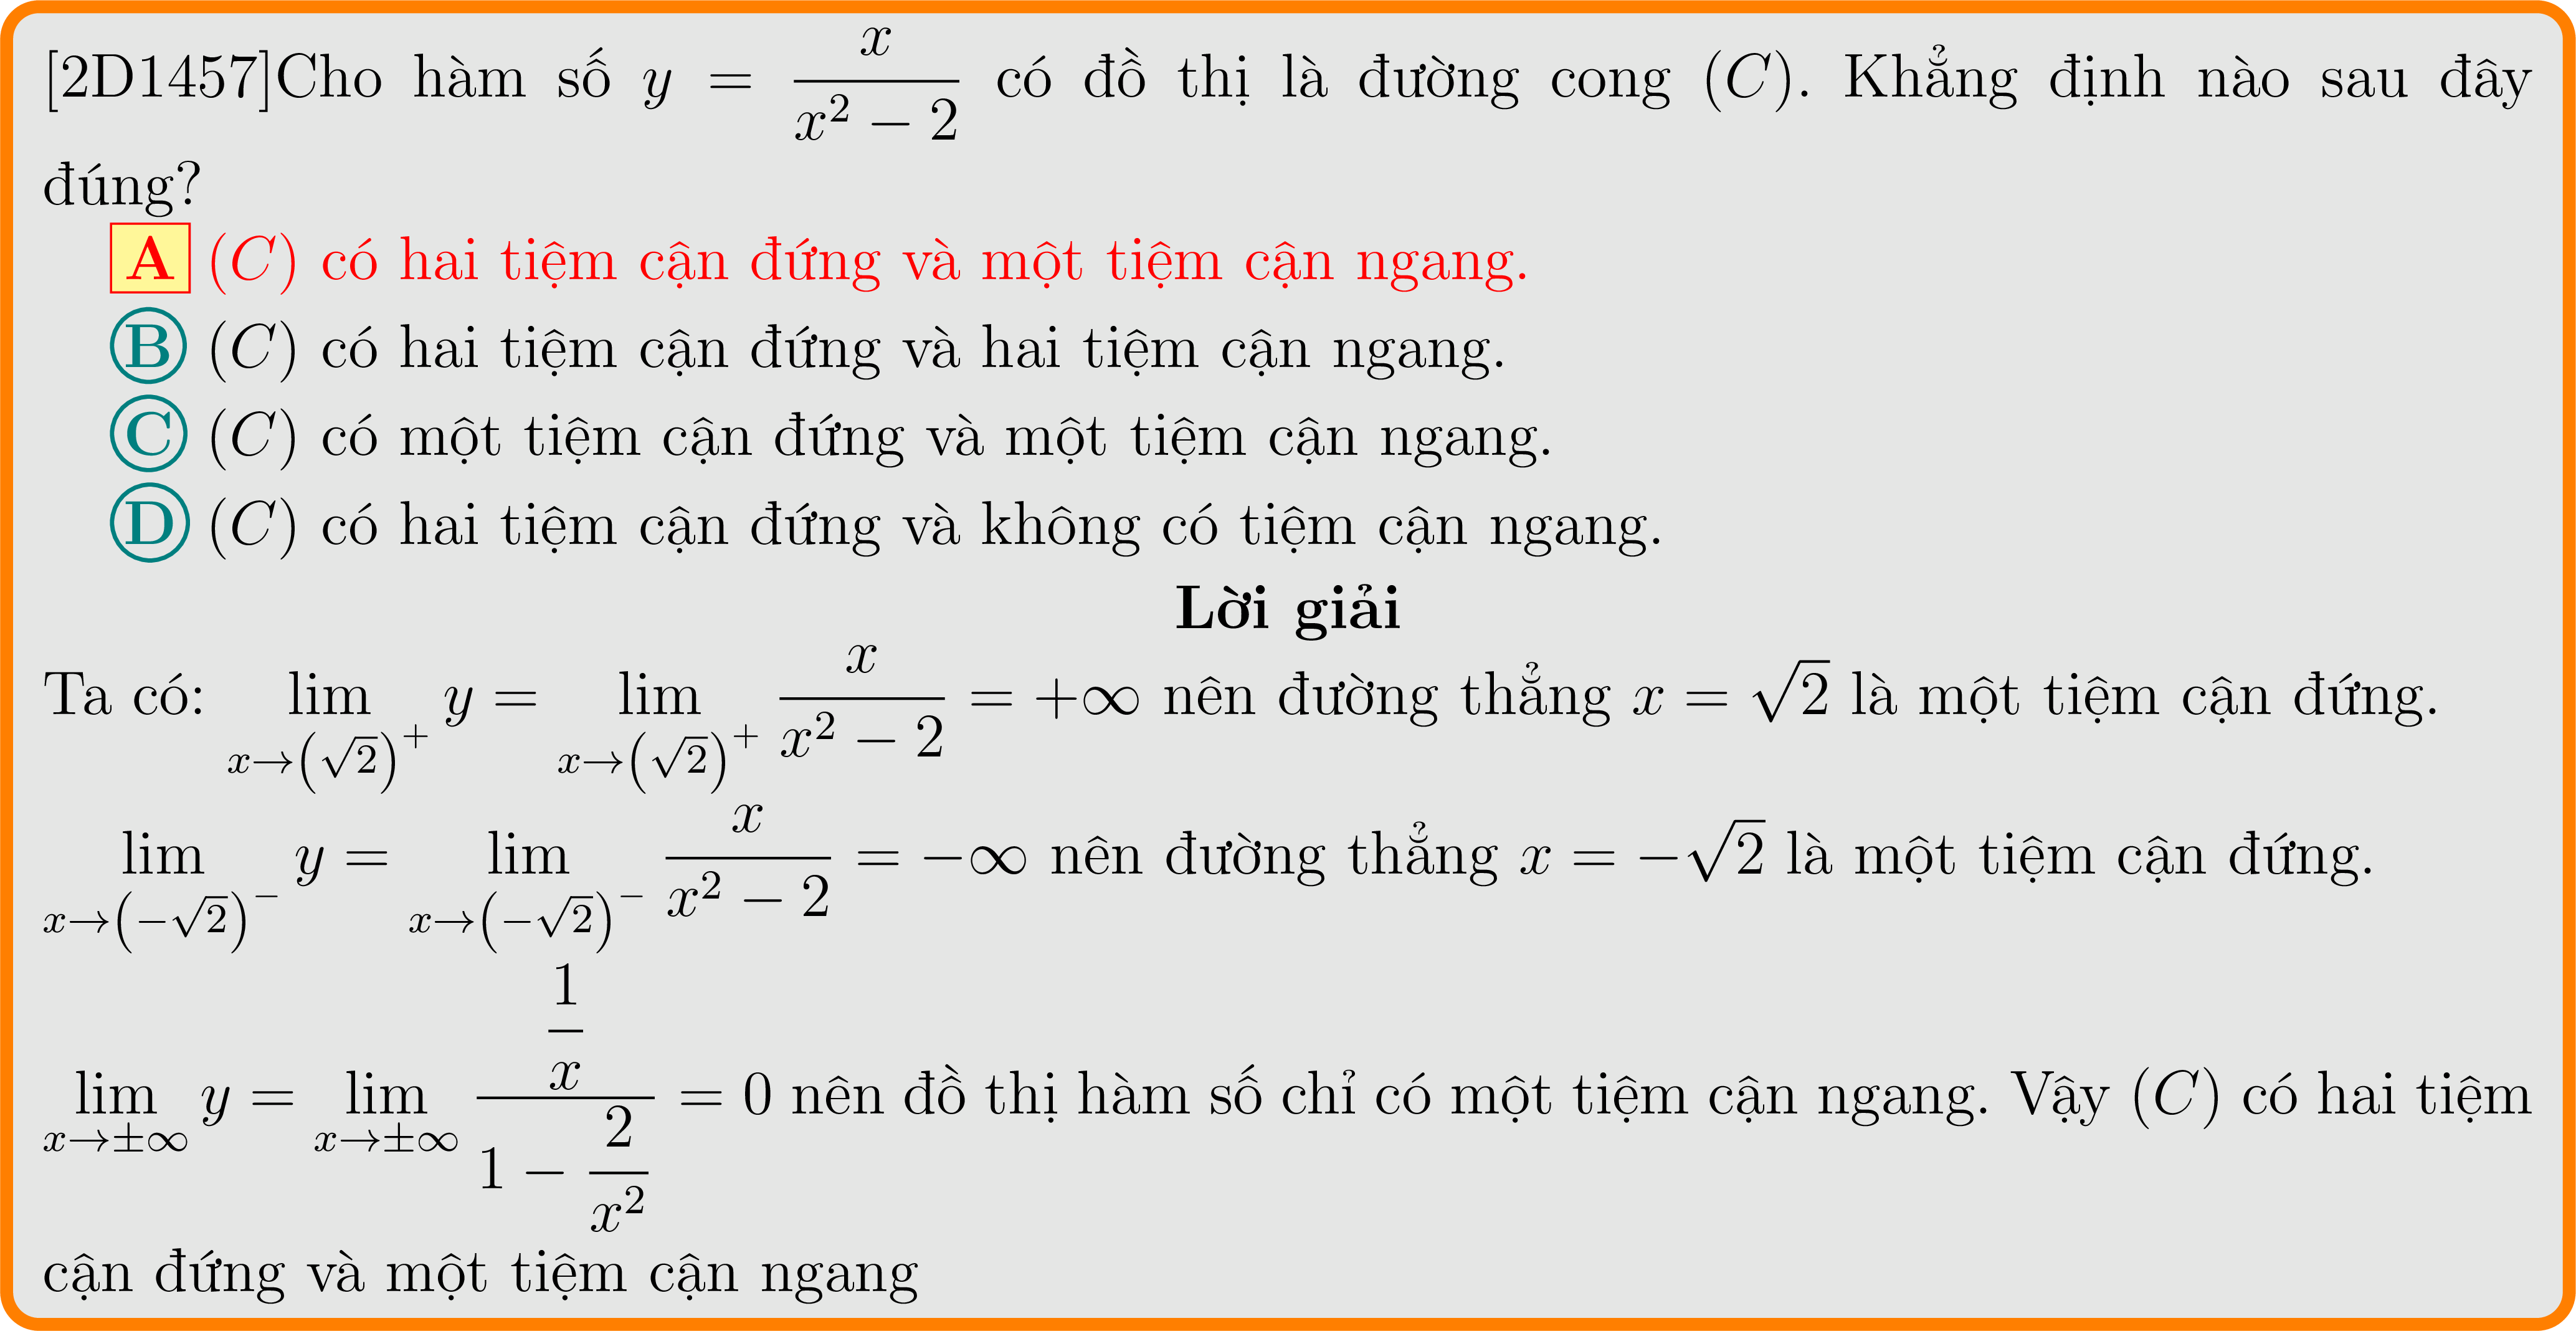 [2D1457]Cho hàm số $y = \dfrac{x}{x^2 - 2}$ có đồ thị là đường cong $(C)$. Khẳng định nào sau đây
đúng?
A $(C)$ có hai tiệm cận đứng và một tiệm cận ngang.
B $(C)$ có hai tiệm cận đứng và hai tiệm cận ngang.
C $(C)$ có một tiệm cận đứng và một tiệm cận ngang.
D $(C)$ có hai tiệm cận đứng và không có tiệm cận ngang.
Lời giải
Ta có: $\lim\limits_{x \to (\sqrt{2})^+} y = \lim\limits_{x \to (\sqrt{2})^+} \dfrac{x}{x^2 - 2} = +\infty$ nên đường thẳng $x = \sqrt{2}$ là một tiệm cận đứng.
$\lim\limits_{x \to (-\sqrt{2})^-} y = \lim\limits_{x \to (-\sqrt{2})^-} \dfrac{x}{x^2 - 2} = -\infty$ nên đường thẳng $x = -\sqrt{2}$ là một tiệm cận đứng.
$\lim\limits_{x \to \pm\infty} y = \lim\limits_{x \to \pm\infty} \dfrac{\dfrac{1}{x}}{1 - \dfrac{2}{x^2}} = 0$ nên đồ thị hàm số chỉ có một tiệm cận ngang. Vậy $(C)$ có hai tiệm
cận đứng và một tiệm cận ngang